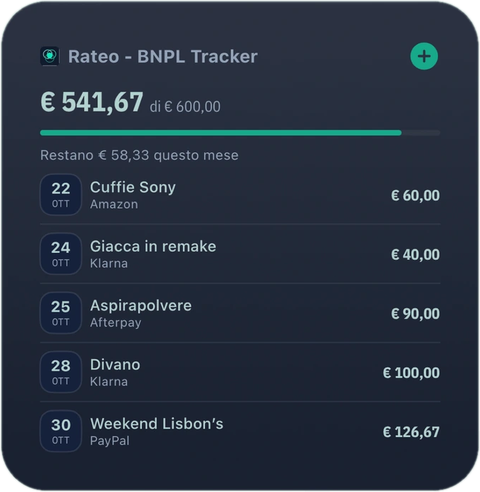 Rateo - BNPL Tracker
€ 541,67 di € 600,00
Restano € 58,33 questo mese
22 OTT
Cuffie Sony
Amazon
€ 60,00
24 OTT
Giacca in remake
Klarna
€ 40,00
25 OTT
Aspirapolvere
Afterpay
€ 90,00
28 OTT
Divano
Klarna
€ 100,00
30 OTT
Weekend Lisbon's
PayPal
€ 126,67